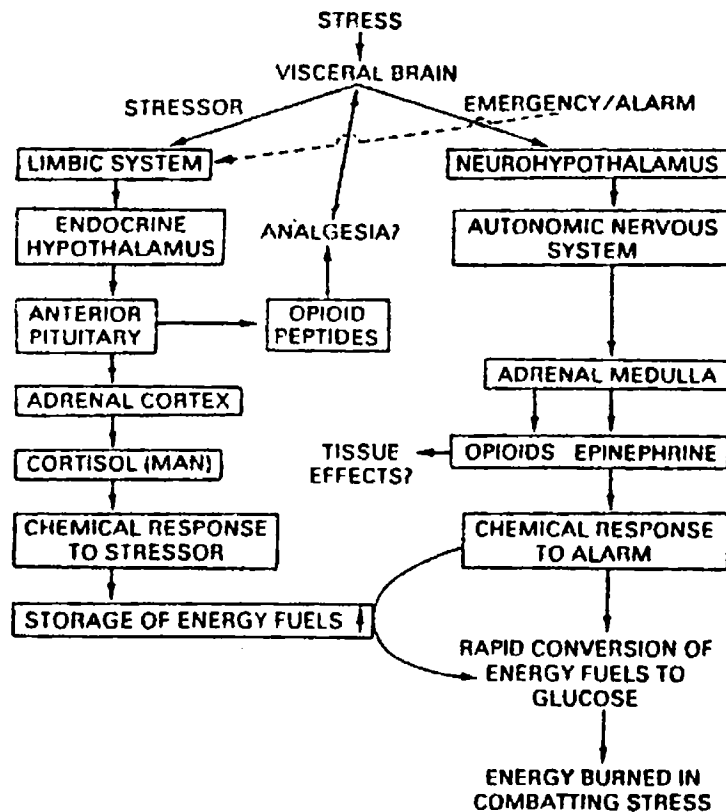 STRESS
VISCERAL BRAIN
STRESSOR
EMERGENCY/ALARM
LIMBIC SYSTEM
NEUROHYPOTHALAMUS
ENDOCRINE
HYPOTHALAMUS
ANALGESIA?
AUTONOMIC NERVOUS
SYSTEM
ANTERIOR
PITUITARY
OPIOID
PEPTIDES
ADRENAL MEDULLA
ADRENAL CORTEX
CORTISOL (MAN)
TISSUE
EFFECTS?
OPIOIDS EPINEPHRINE
CHEMICAL RESPONSE
TO STRESSOR
CHEMICAL RESPONSE
TO ALARM
STORAGE OF ENERGY FUELS
RAPID CONVERSION OF
ENERGY FUELS TO
GLUCOSE
ENERGY BURNED IN
COMBATTING STRESS